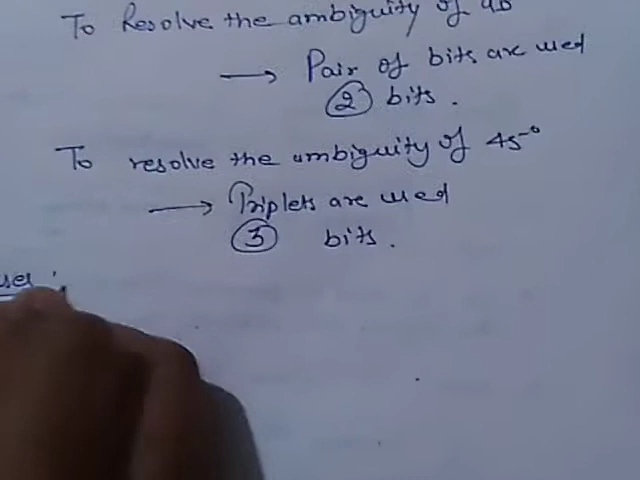 To Resolve the ambiguity of 90
→ Pair of bits are used
2 bits .
To resolve the ambiguity of 45°
→ Triplets are used
3 bits .